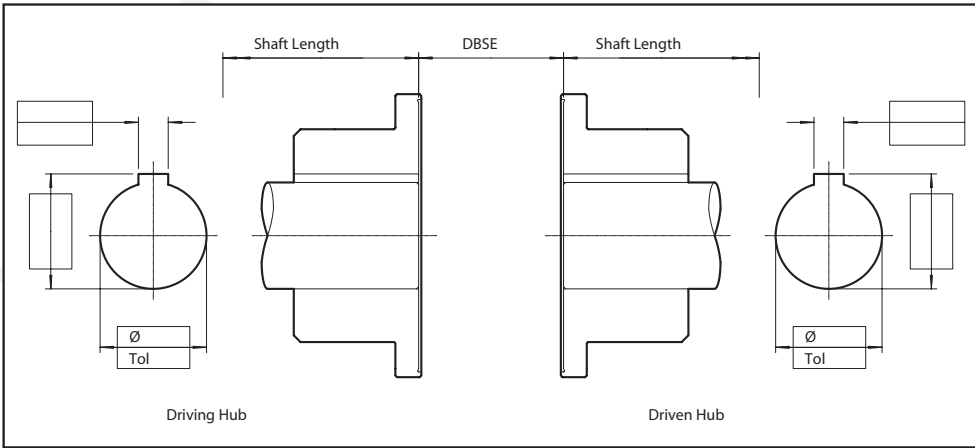 Shaft Length
DBSE
Shaft Length
Ø
Tol
Ø
Tol
Driving Hub
Driven Hub